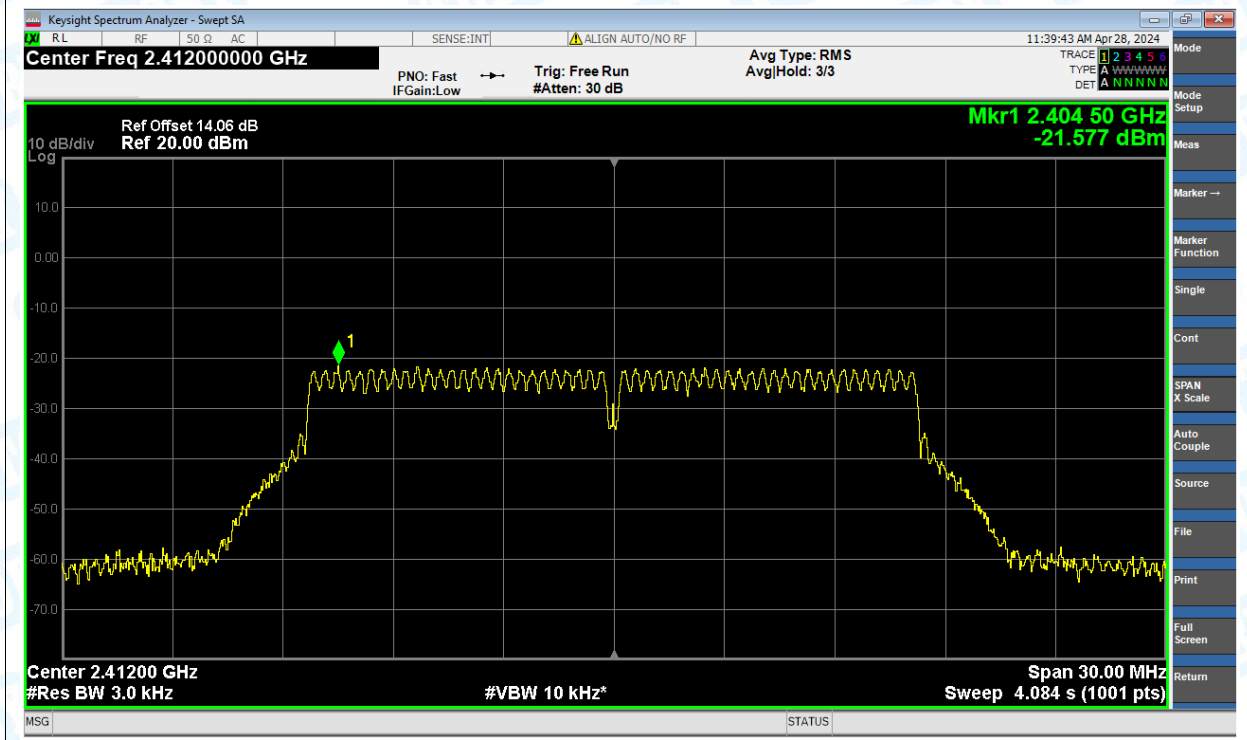 Keysight Spectrum Analyzer - Swept SA
LXI RL RF 50 Ω AC SENSE:INT ALIGN AUTO/NO RF 11:39:43 AM Apr 28, 2024
Center Freq 2.412000000 GHz
PNO: Fast
IFGain:Low
Trig: Free Run
#Atten: 30 dB
Avg Type: RMS
Avg|Hold: 3/3
TRACE 1 2 3 4 5 6
TYPE A WWWWW
DET A N N N N N
Ref Offset 14.06 dB
10 dB/div Ref 20.00 dBm
Log
Mkr1 2.404 50 GHz
-21.577 dBm
10.0
0.00
-10.0
1
-20.0
-30.0
-40.0
-50.0
-60.0
-70.0
Center 2.41200 GHz
#Res BW 3.0 kHz
#VBW 10 kHz*
Span 30.00 MHz
Sweep 4.084 s (1001 pts)
MSG
STATUS
Mode
Mode
Setup
Meas
Marker →
Marker
Function
Single
Cont
SPAN
X Scale
Auto
Couple
Source
File
Print
Full
Screen
Return